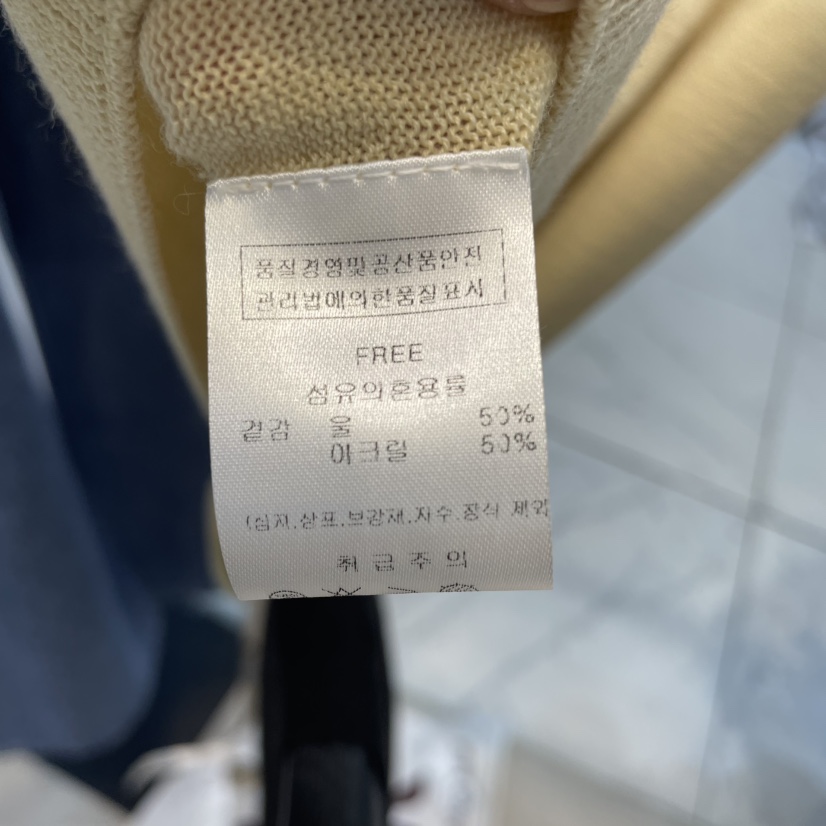 품질경영및공산품안전
관리법에의한품질표시
FREE
섬유의혼용률
겉감 울 50%
아크릴 50%
(심지.상표.보강재.자수.장식 제외
취급주의